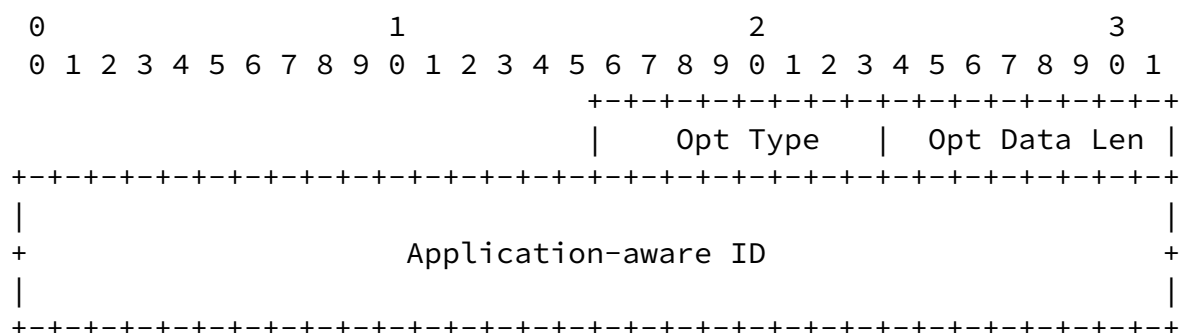 0                   1                   2                   3
 0 1 2 3 4 5 6 7 8 9 0 1 2 3 4 5 6 7 8 9 0 1 2 3 4 5 6 7 8 9 0 1
                                +-+-+-+-+-+-+-+-+-+-+-+-+-+-+-+-+
                                |    Opt Type   |  Opt Data Len |
+-+-+-+-+-+-+-+-+-+-+-+-+-+-+-+-+-+-+-+-+-+-+-+-+-+-+-+-+-+-+-+-+
|                                                               |
+                     Application-aware ID                      +
|                                                               |
+-+-+-+-+-+-+-+-+-+-+-+-+-+-+-+-+-+-+-+-+-+-+-+-+-+-+-+-+-+-+-+-+